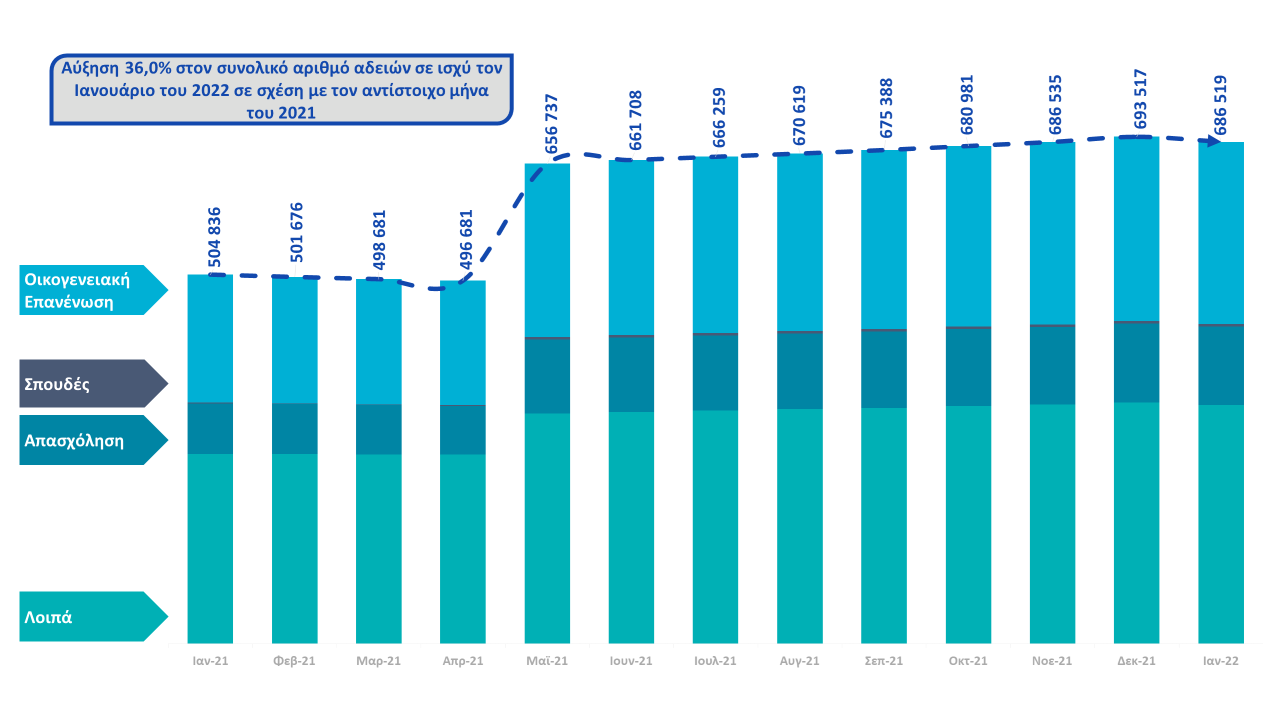 Αύξηση 36,0% στον συνολικό αριθμό αδειών σε ισχύ τον
Ιανουάριο του 2022 σε σχέση με τον αντίστοιχο μήνα
του 2021
504 836
501 676
498 681
496 681
656 737
661 708
666 259
670 619
675 388
680 981
686 535
693 517
686 519
Οικογενειακή
Επανένωση
Σπουδές
Απασχόληση
Λοιπά
Ιαν-21
Φεβ-21
Μαρ-21
Απρ-21
Μαϊ-21
Ιουν-21
Ιουλ-21
Αυγ-21
Σεπ-21
Οκτ-21
Νοε-21
Δεκ-21
Ιαν-22